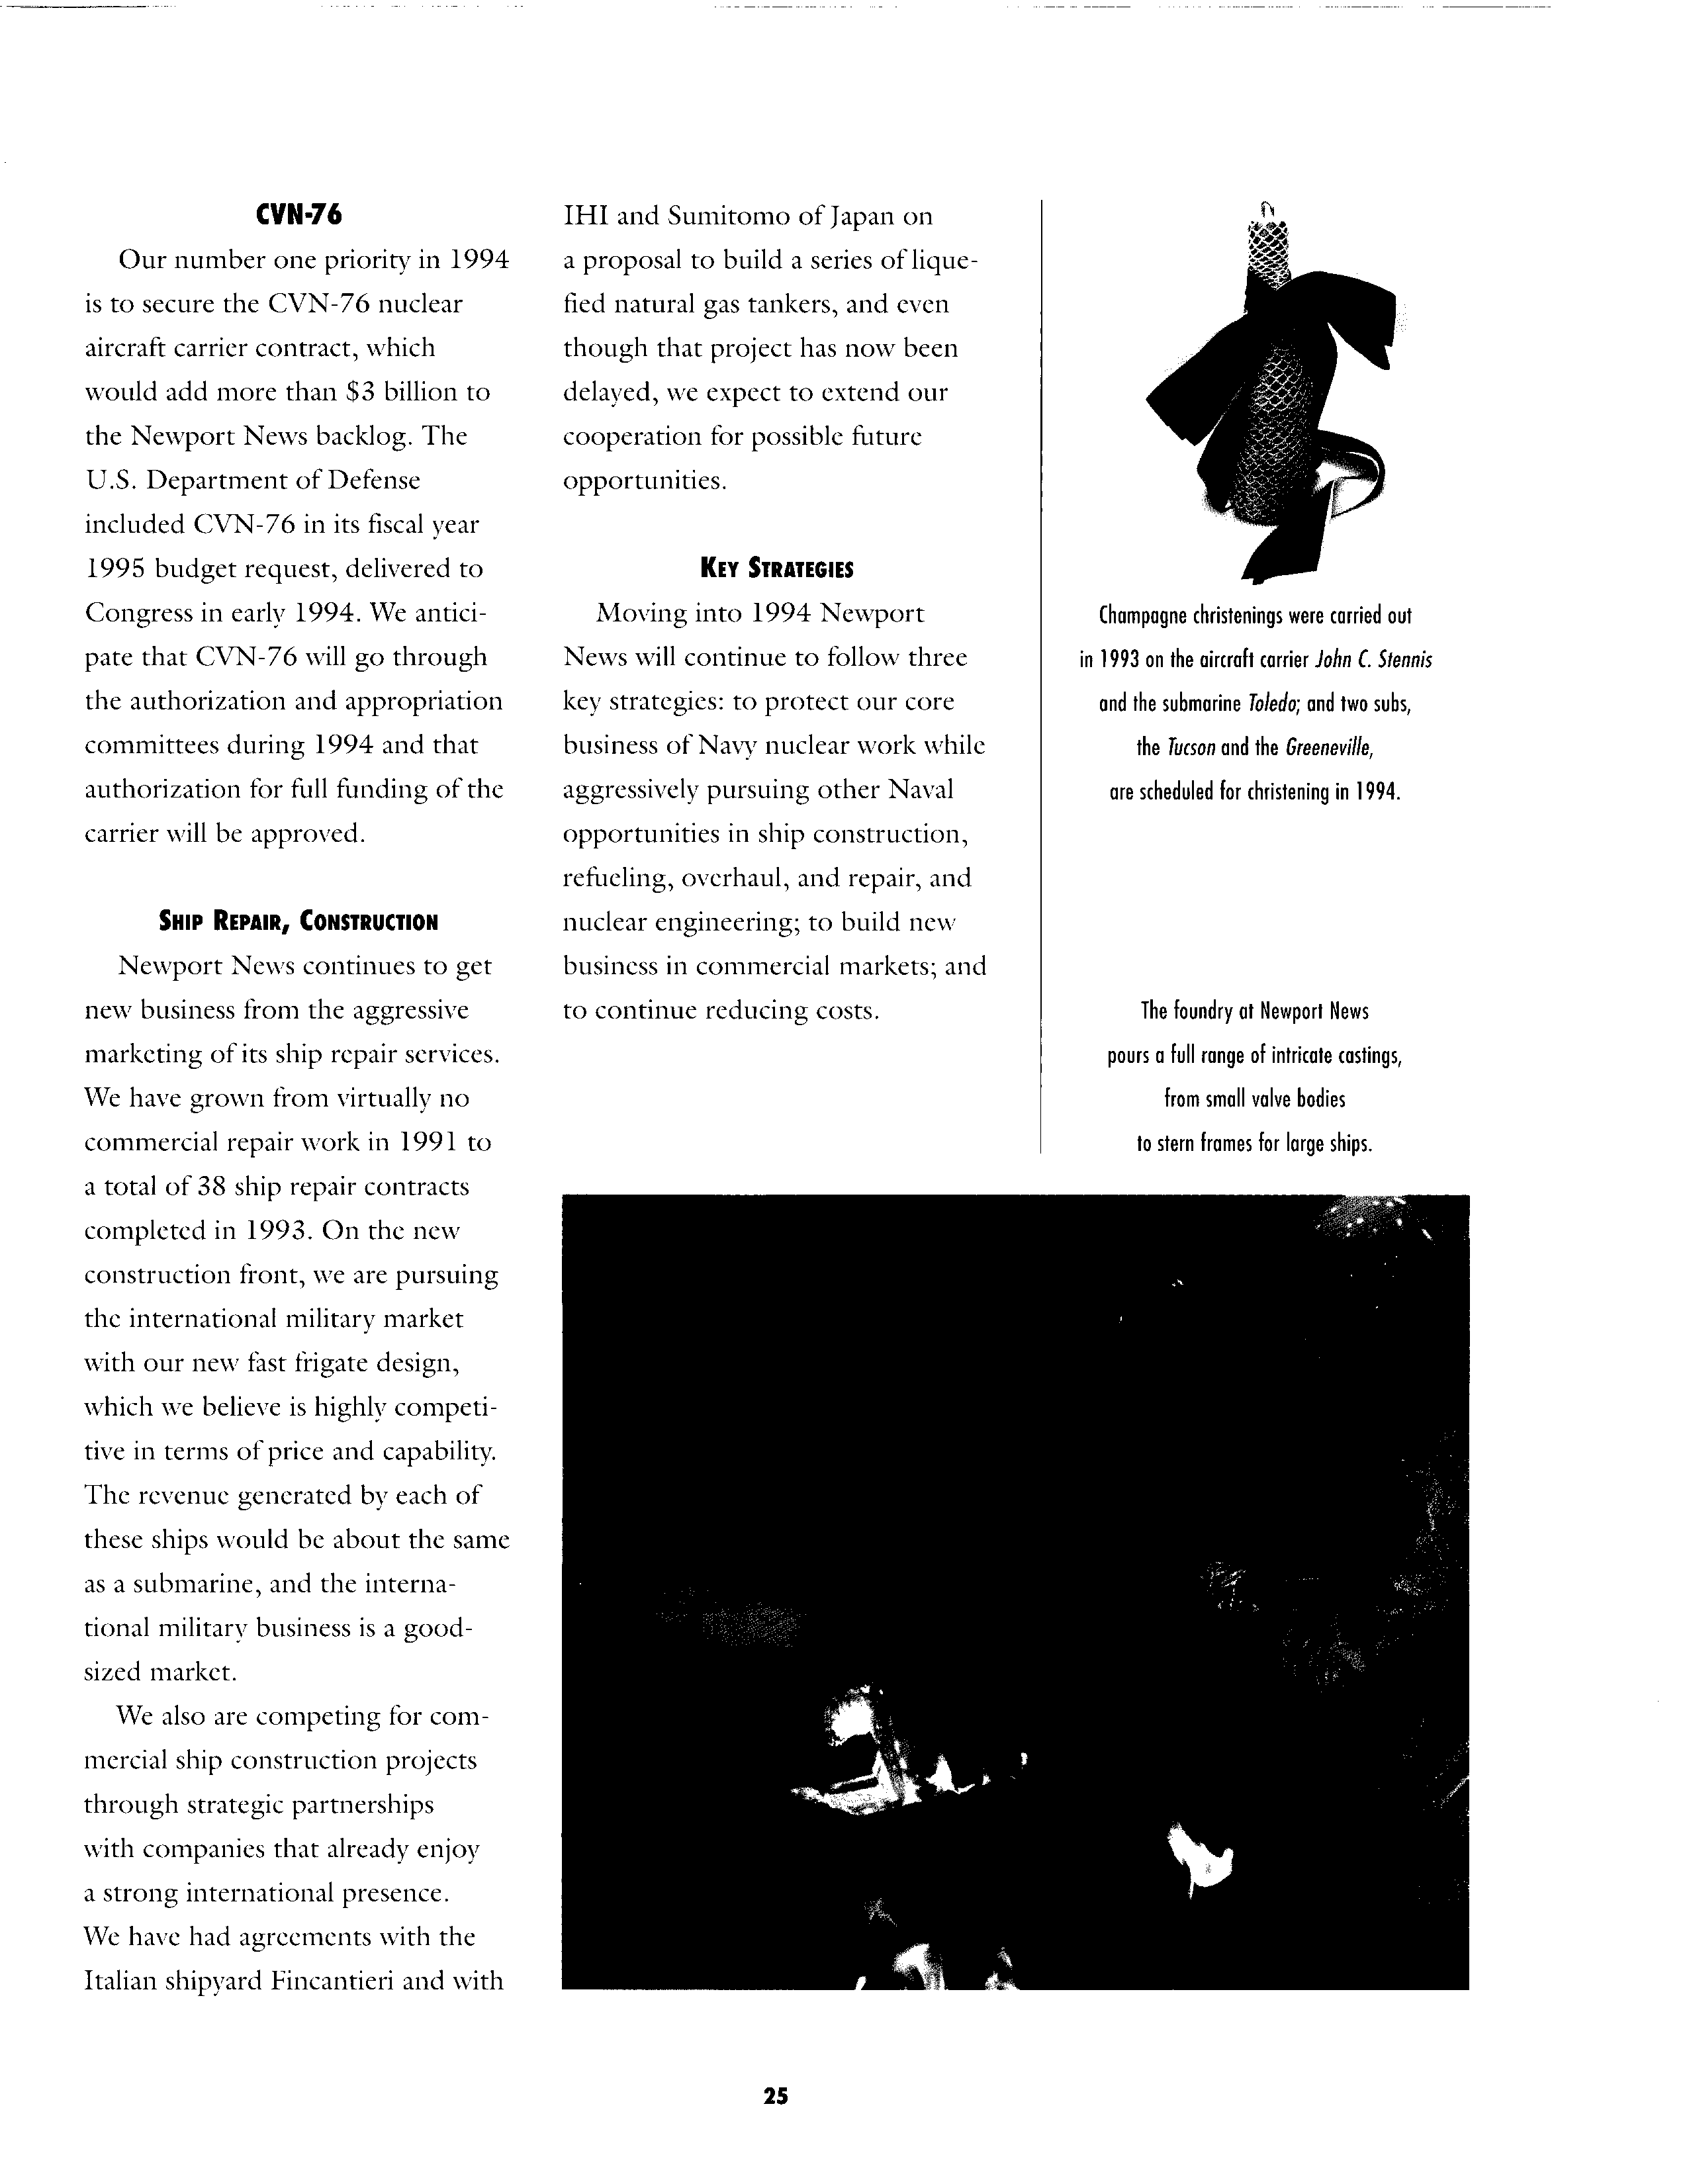 CVN-76
Our number one priority in 1994
is to secure the CVN-76 nuclear
aircraft carrier contract, which
would add more than $3 billion to
the Newport News backlog. The
U.S. Department of Defense
included CVN-76 in its fiscal year
1995 budget request, delivered to
Congress in early 1994. We antici-
pate that CVN-76 will go through
the authorization and appropriation
committees during 1994 and that
authorization for full funding of the
carrier will be approved.
SHIP REPAIR, CONSTRUCTION
Newport News continues to get
new business from the aggressive
marketing of its ship repair services.
We have grown from virtually no
commercial repair work in 1991 to
a total of 38 ship repair contracts
completed in 1993. On the new
construction front, we are pursuing
the international military market
with our new fast frigate design,
which we believe is highly competi-
tive in terms of price and capability.
The revenue generated by each of
these ships would be about the same
as a submarine, and the interna-
tional military business is a good-
sized market.
We also are competing for com-
mercial ship construction projects
through strategic partnerships
with companies that already enjoy
a strong international presence.
We have had agreements with the
Italian shipyard Fincantieri and with
IHI and Sumitomo of Japan on
a proposal to build a series of lique-
fied natural gas tankers, and even
though that project has now been
delayed, we expect to extend our
cooperation for possible future
opportunities.
KEY STRATEGIES
Moving into 1994 Newport
News will continue to follow three
key strategies: to protect our core
business of Navy nuclear work while
aggressively pursuing other Naval
opportunities in ship construction,
refueling, overhaul, and repair, and
nuclear engineering; to build new
business in commercial markets; and
to continue reducing costs.
Champagne christenings were carried out
in 1993 on the aircraft carrier John C. Stennis
and the submarine Toledo; and two subs,
the Tucson and the Greeneville,
are scheduled for christening in 1994.
The foundry at Newport News
pours a full range of intricate castings,
from small valve bodies
to stern frames for large ships.
25